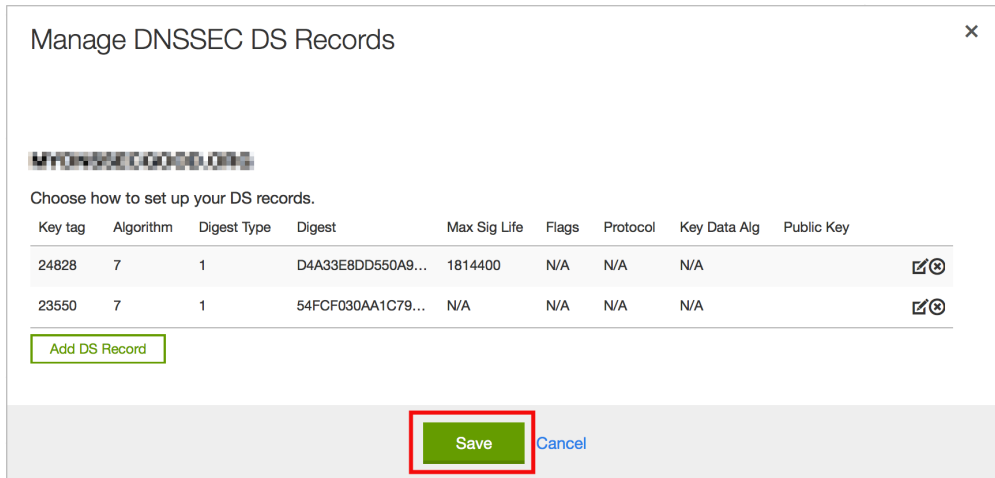 Manage DNSSEC DS Records
Choose how to set up your DS records.
Key tag Algorithm Digest Type Digest Max Sig Life Flags Protocol Key Data Alg Public Key
24828 7 1 D4A33E8DD550A9... 1814400 N/A N/A N/A
23550 7 1 54FCF030AA1C79... N/A N/A N/A N/A
Add DS Record
Save Cancel